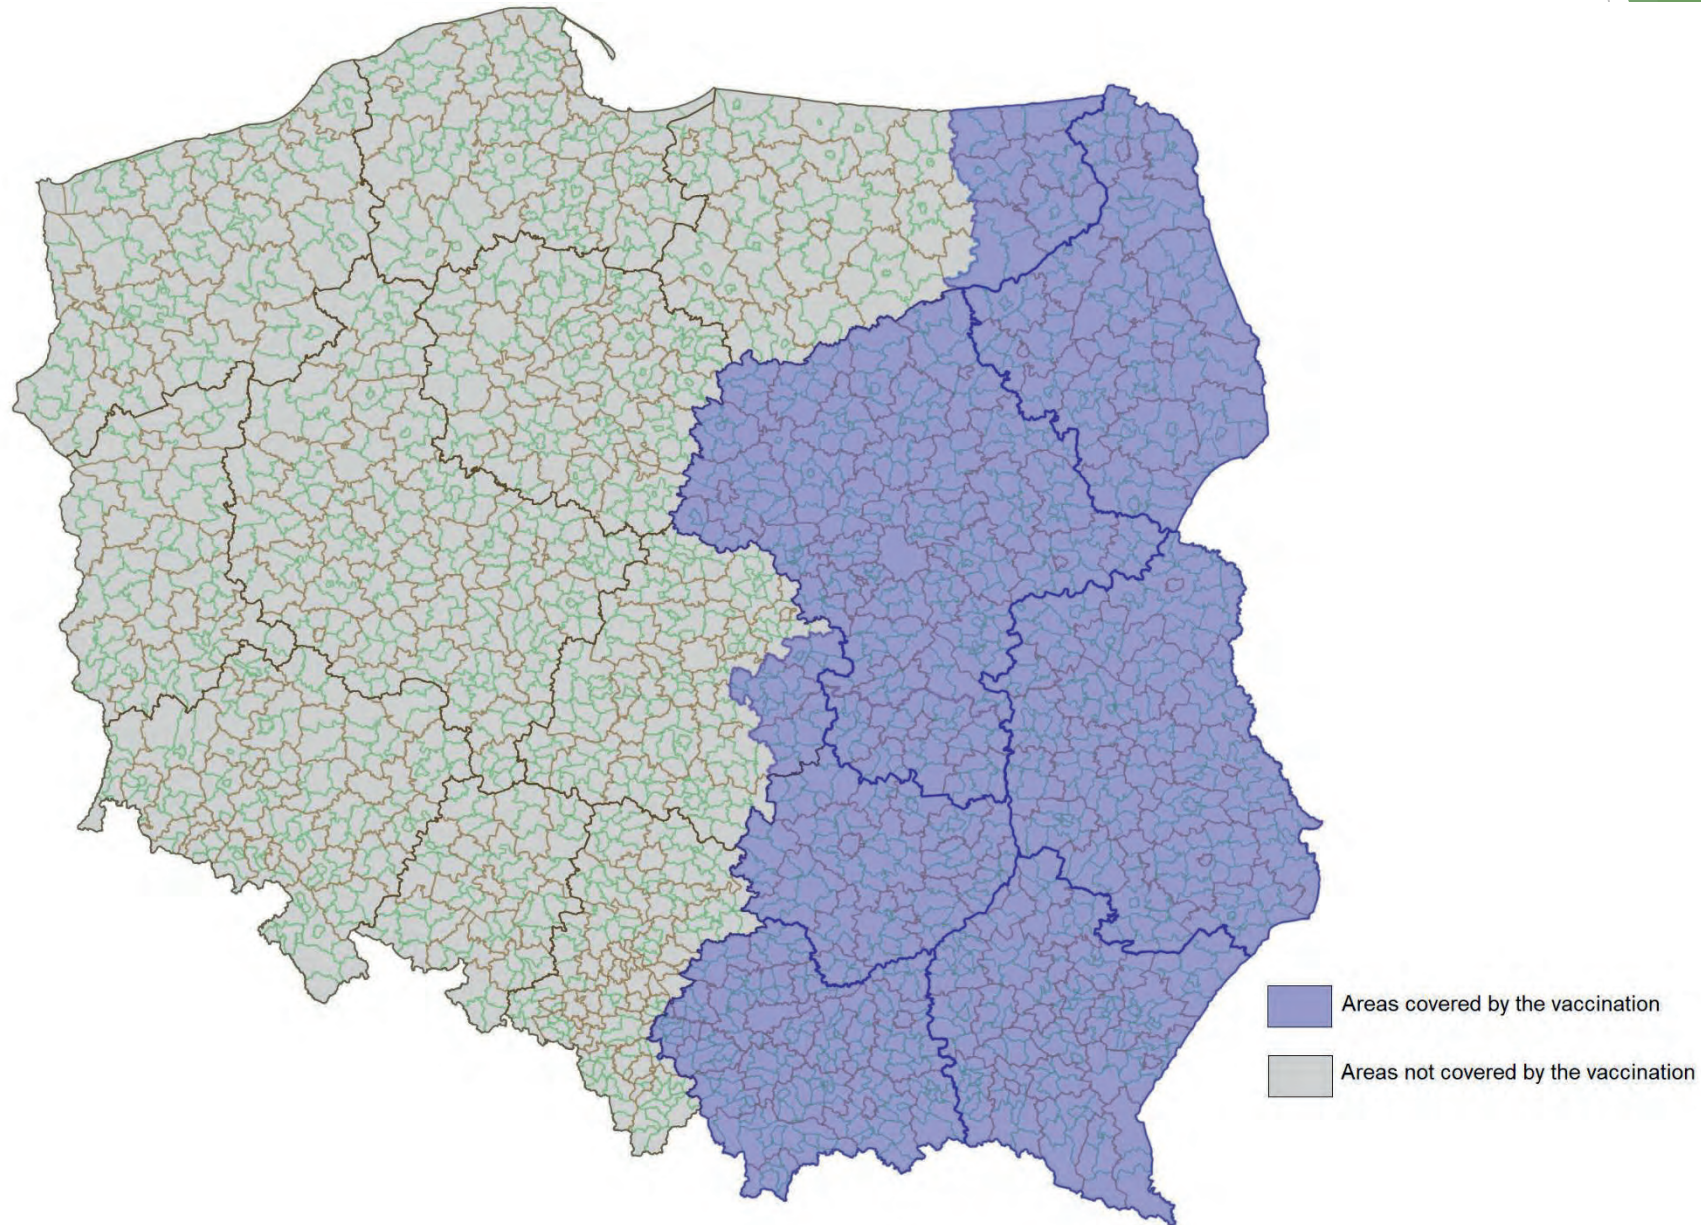 Areas covered by the vaccination
Areas not covered by the vaccination